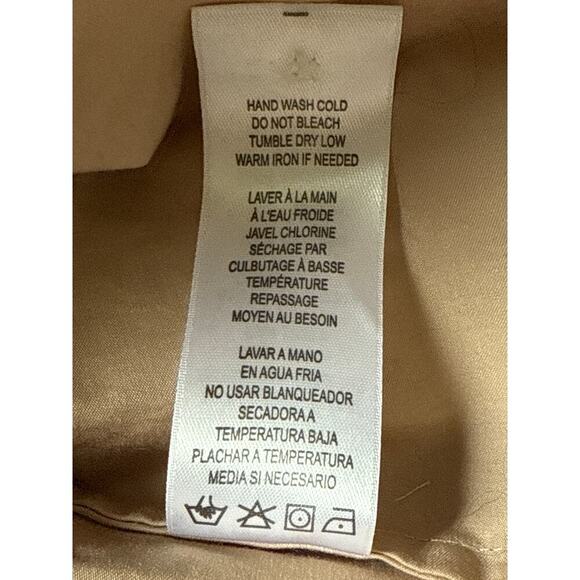 HAND WASH COLD
DO NOT BLEACH
TUMBLE DRY LOW
WARM IRON IF NEEDED
LAVER À LA MAIN
À L'EAU FROIDE
JAVEL CHLORINE
SÉCHAGE PAR
CULBUTAGE À BASSE
TEMPÉRATURE
REPASSAGE
MOYEN AU BESOIN
LAVAR A MANO
EN AGUA FRIA
NO USAR BLANQUEADOR
SECADORA A
TEMPERATURA BAJA
PLACHAR A TEMPERATURA
MEDIA SI NECESARIO